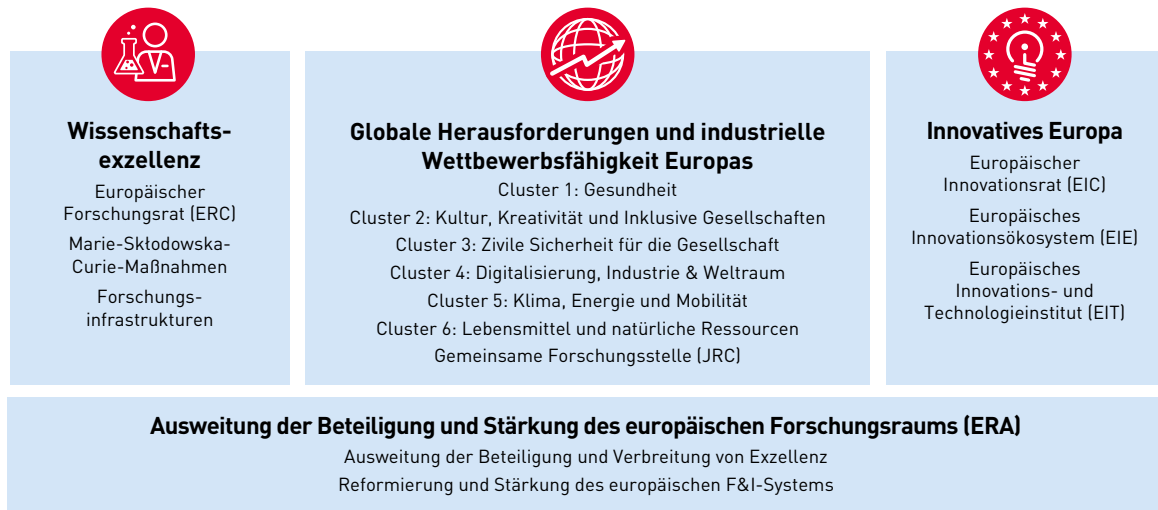 Wissenschafts-
exzellenz
Europäischer
Forschungsrat (ERC)
Marie-Skłodowska-
Curie-Maßnahmen
Forschungs-
infrastrukturen
Globale Herausforderungen und industrielle
Wettbewerbsfähigkeit Europas
Cluster 1: Gesundheit
Cluster 2: Kultur, Kreativität und Inklusive Gesellschaften
Cluster 3: Zivile Sicherheit für die Gesellschaft
Cluster 4: Digitalisierung, Industrie & Weltraum
Cluster 5: Klima, Energie und Mobilität
Cluster 6: Lebensmittel und natürliche Ressourcen
Gemeinsame Forschungsstelle (JRC)
Innovatives Europa
Europäischer
Innovationsrat (EIC)
Europäisches
Innovationsökosystem (EIE)
Europäisches
Innovations- und
Technologieinstitut (EIT)
Ausweitung der Beteiligung und Stärkung des europäischen Forschungsraums (ERA)
Ausweitung der Beteiligung und Verbreitung von Exzellenz
Reformierung und Stärkung des europäischen F&I-Systems